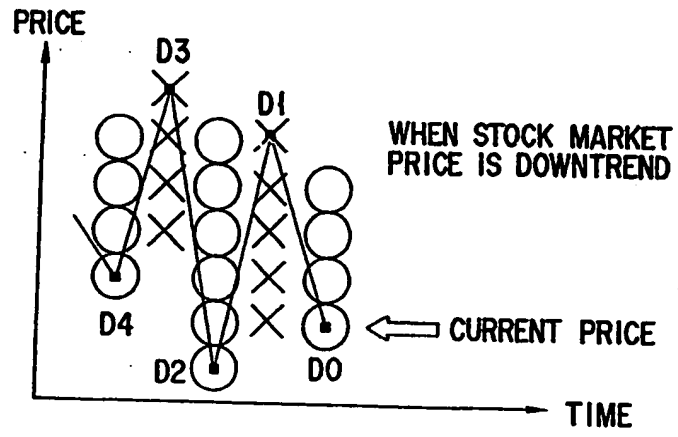 PRICE
D3
D1
WHEN STOCK MARKET
PRICE IS DOWNTREND
D4
D2
D0
CURRENT PRICE
TIME